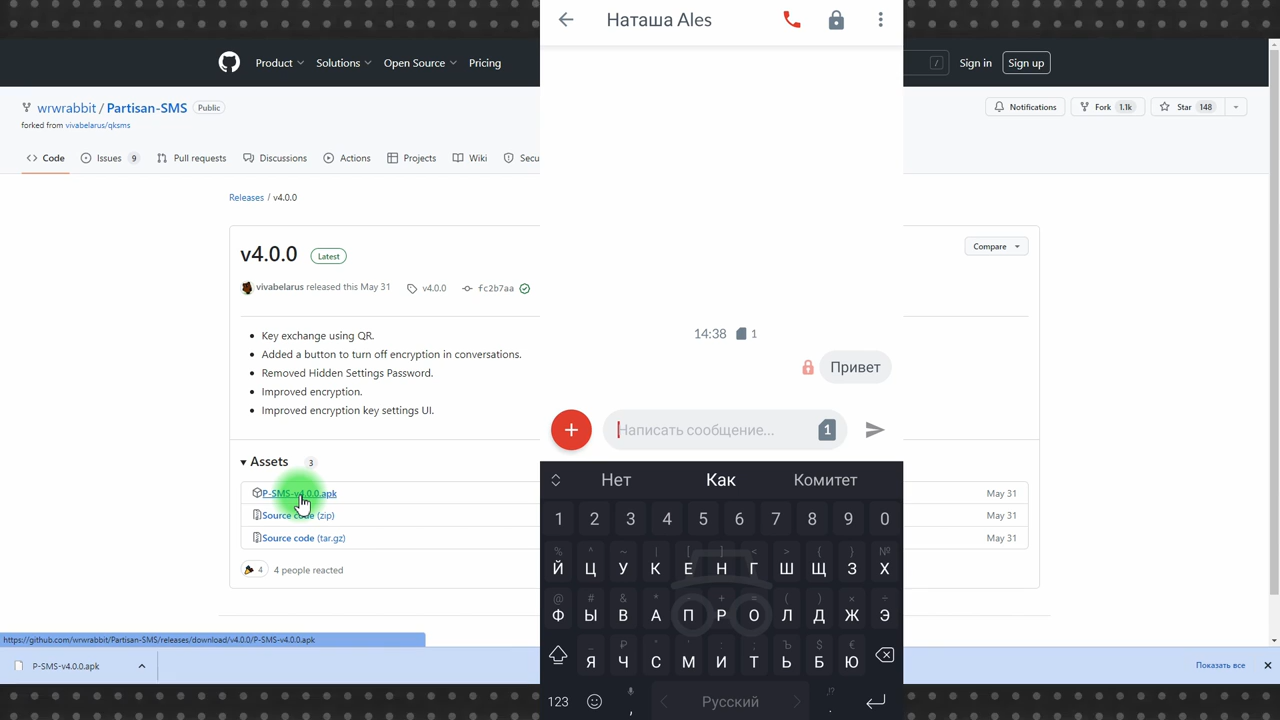 Product Solutions Open Source Pricing
/ Sign in Sign up
wrwrabbit / Partisan-SMS Public
forked from vivabelarus/qksms
Notifications Fork 1.1k Star 148
Code Issues 9 Pull requests Discussions Actions Projects Wiki Secu
Releases / v4.0.0
v4.0.0 Latest
Compare
vivabelarus released this May 31 v4.0.0 fc2b7aa
Key exchange using QR.
Added a button to turn off encryption in conversations.
Removed Hidden Settings Password.
Improved encryption.
Improved encryption key settings UI.
Assets 3
P-SMS-v4.0.0.apk May 31
Source code (zip) May 31
Source code (tar.gz) May 31
4 4 people reacted
https://github.com/wrwrabbit/Partisan-SMS/releases/download/v4.0.0/P-SMS-v4.0.0.apk
P-SMS-v4.0.0.apk
Показать все
Наташа Ales
14:38 1
Привет
Написать сообщение... 1
Нет Как Комитет
1 2 3 4 5 6 7 8 9 0
% ^ ~ | [ ] < > { } №
Й Ц У К Е Н Г Ш Щ З Х
@ # & * - + = ( ) × ÷
Ф Ы В А П Р О Л Д Ж Э
_ ₽ " ' : ; ! ? $ €
Я Ч С М И Т Ь Б Ю
123 , Русский . ,!?